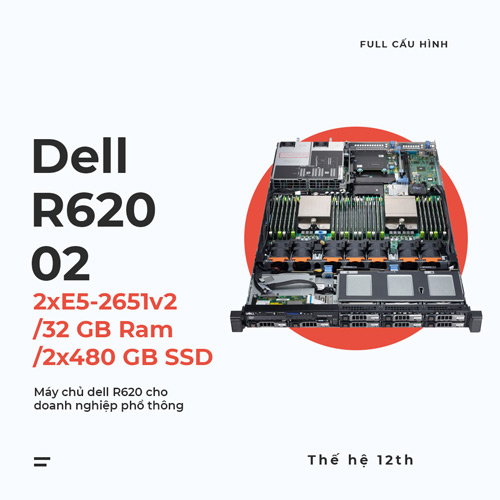 FULL CẤU HÌNH
Dell
R620
02
2xE5-2651v2
/32 GB Ram
/2x480 GB SSD
Máy chủ dell R620 cho
doanh nghiệp phổ thông
Thế hệ 12th